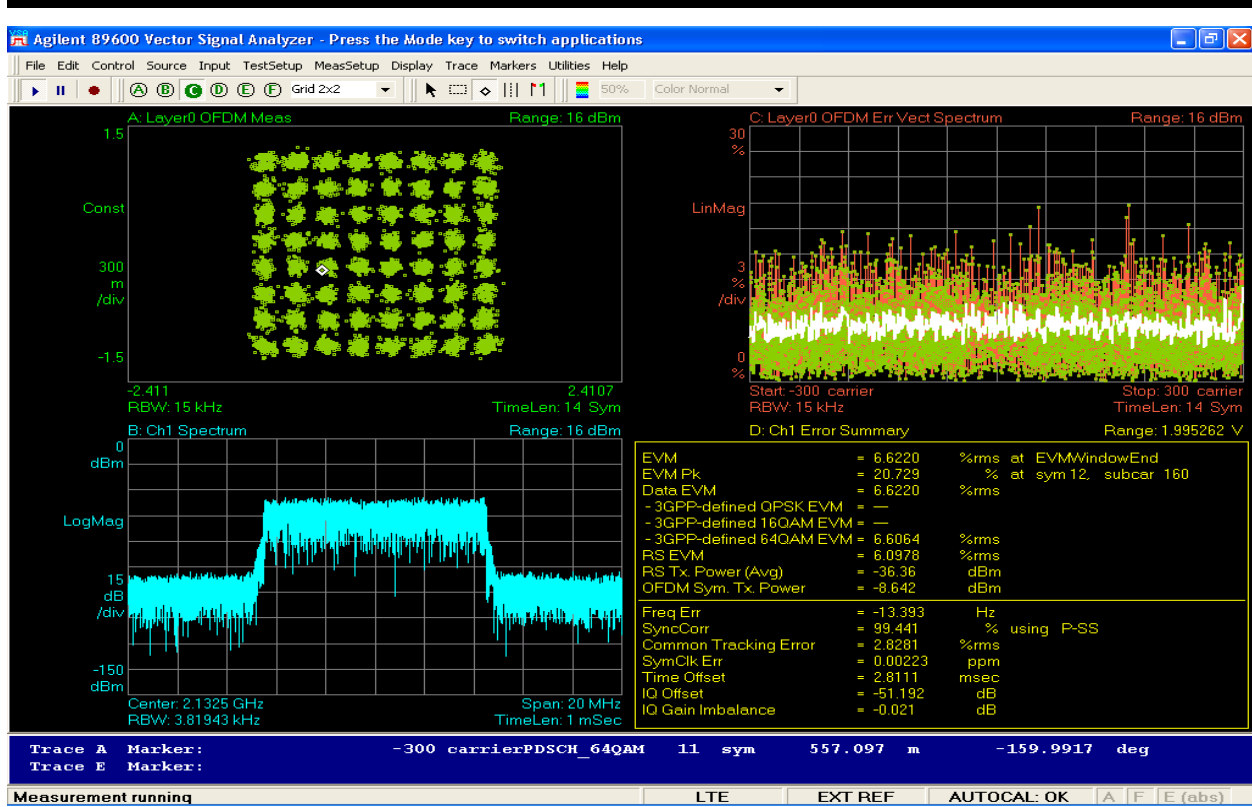 Agilent 89600 Vector Signal Analyzer - Press the Mode key to switch applications
File Edit Control Source Input TestSetup MeasSetup Display Trace Markers Utilities Help
A B C D E F Grid 2x2 50% Color Normal
A: Layer0 OFDM Meas Range: 16 dBm
1.5
Const
300
m
/div
-1.5
-2.411 2.4107
RBW: 15 kHz TimeLen: 14 Sym
C: Layer0 OFDM Err Vect Spectrum Range: 16 dBm
30
%
LinMag
3
%
/div
0
%
Start: -300 carrier Stop: 300 carrier
RBW: 15 kHz TimeLen: 14 Sym
B: Ch1 Spectrum Range: 16 dBm
0
dBm
LogMag
15
dB
/div
-150
dBm
Center: 2.1325 GHz Span: 20 MHz
RBW: 3.81943 kHz TimeLen: 1 mSec
D: Ch1 Error Summary Range: 1.995262 V
EVM = 6.6220 %rms at EVMWindowEnd
EVM Pk = 20.729 % at sym 12, subcar 160
Data EVM = 6.6220 %rms
- 3GPP-defined QPSK EVM = —
- 3GPP-defined 16QAM EVM = —
- 3GPP-defined 64QAM EVM = 6.6064 %rms
RS EVM = 6.0978 %rms
RS Tx. Power (Avg) = -36.36 dBm
OFDM Sym. Tx. Power = -8.642 dBm
Freq Err = -13.393 Hz
SyncCorr = 99.441 % using P-SS
Common Tracking Error = 2.8281 %rms
SymClk Err = 0.00223 ppm
Time Offset = 2.8111 msec
IQ Offset = -51.192 dB
IQ Gain Imbalance = -0.021 dB
Trace A Marker: -300 carrierPDSCH_64QAM 11 sym 557.097 m -159.9917 deg
Trace E Marker:
Measurement running LTE EXT REF AUTOCAL: OK A F E (abs)